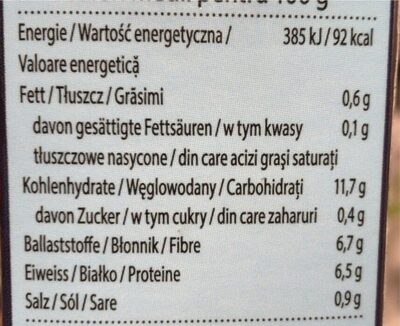 pentru 100 g
Energie / Wartość energetyczna / 385 kJ / 92 kcal
Valoare energetică
Fett / Tłuszcz / Grăsimi 0,6 g
davon gesättigte Fettsäuren / w tym kwasy 0,1 g
tłuszczowe nasycone / din care acizi grași saturați
Kohlenhydrate / Węglowodany / Carbohidrați 11,7 g
davon Zucker / w tym cukry / din care zaharuri 0,4 g
Ballaststoffe / Błonnik / Fibre 6,7 g
Eiweiss / Białko / Proteine 6,5 g
Salz / Sól / Sare 0,9 g